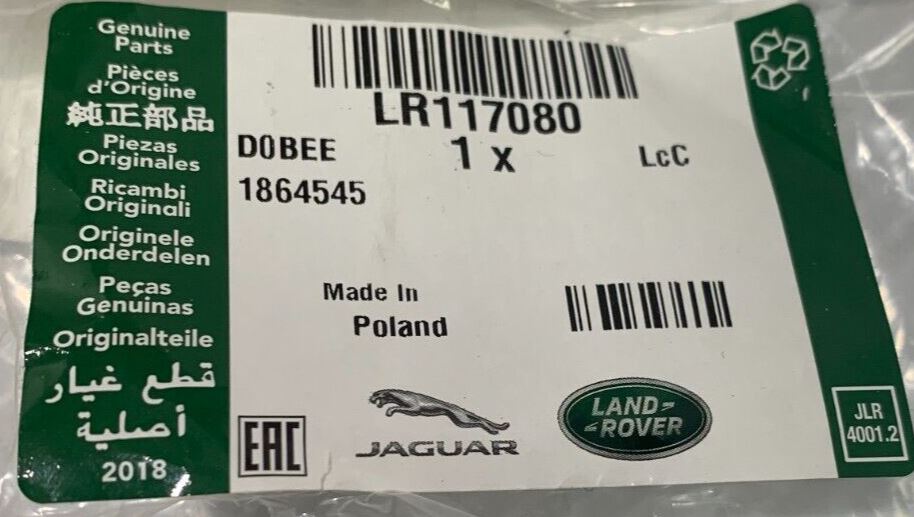 Genuine
Parts
Pièces
d'Origine
純正部品
Piezas
Originales
Ricambi
Originali
Originele
Onderdelen
Peças
Genuinas
Originalteile
قطع غيار
أصلية
2018
LR117080
D0BEE
1 x
LcC
1864545
Made In
Poland
EAC
JAGUAR
LAND-
-ROVER
JLR
4001.2